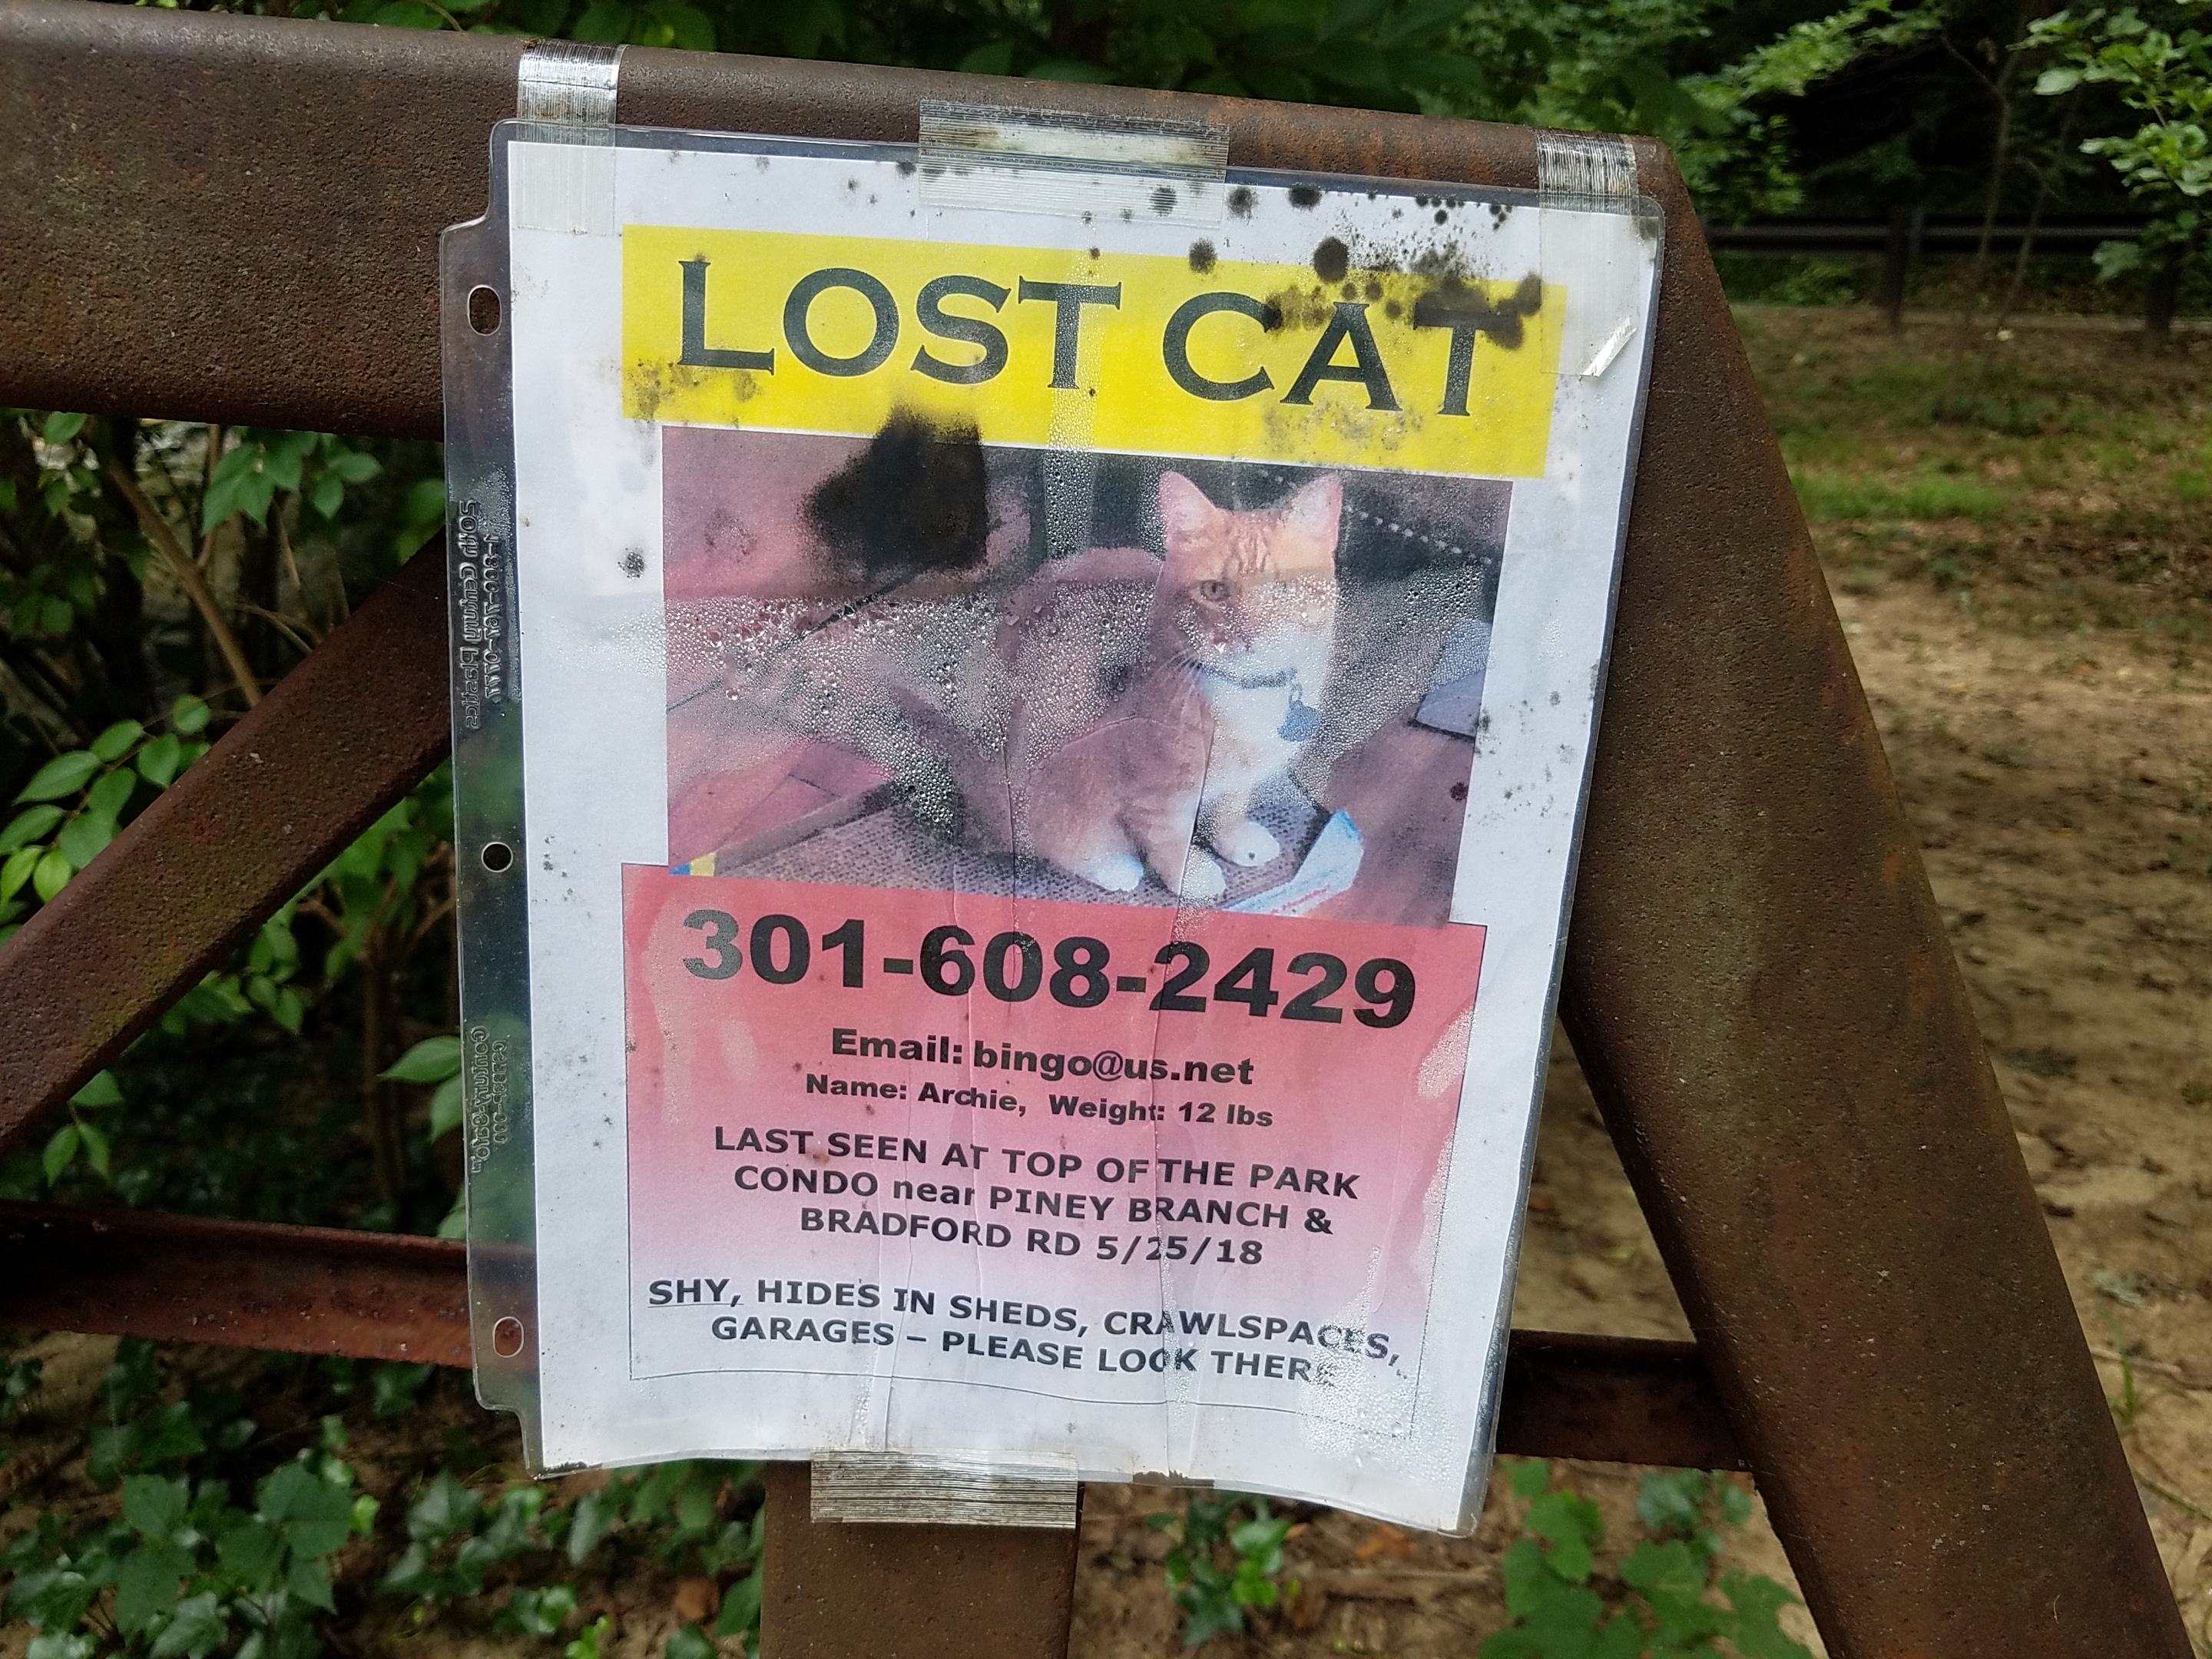 LOST CAT
301-608-2429
Email: bingo@us.net
Name: Archie, Weight: 12 lbs
LAST SEEN AT TOP OF THE PARK
CONDO near PINEY BRANCH &
BRADFORD RD 5/25/18
SHY, HIDES IN SHEDS, CRAWLSPACES,
GARAGES – PLEASE LOOK THERE